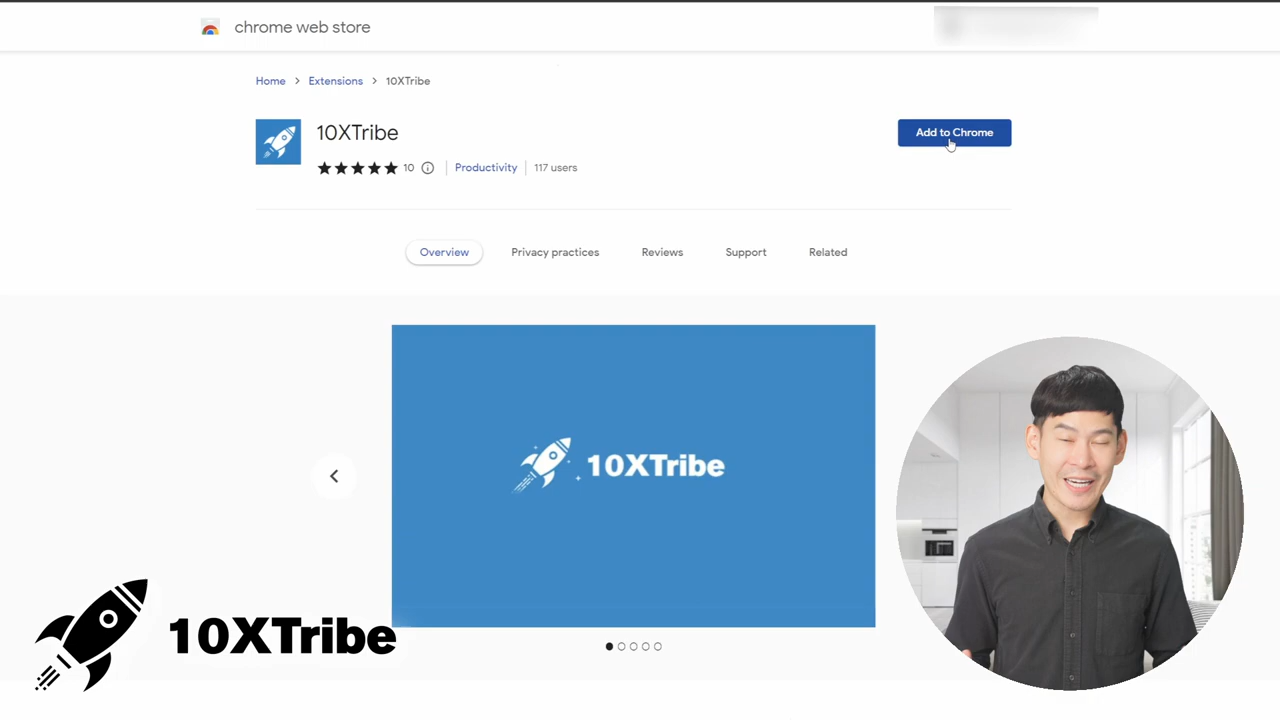 chrome web store
Home > Extensions > 10XTribe
10XTribe
Add to Chrome
10
Productivity
117 users
Overview
Privacy practices
Reviews
Support
Related
10XTribe
10XTribe